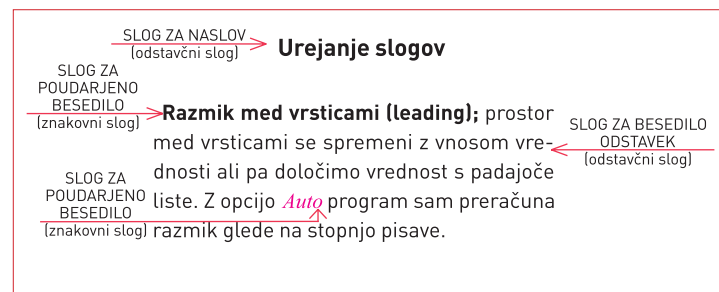 SLOG ZA NASLOV
(odstavčni slog)
Urejanje slogov
SLOG ZA
POUDARJENO
BESEDILO
(znakovni slog)
Razmik med vrsticami (leading); prostor
med vrsticami se spremeni z vnosom vre-
dnosti ali pa določimo vrednost s padajoče
liste. Z opcijo Auto program sam preračuna
razmik glede na stopnjo pisave.
SLOG ZA BESEDILO
ODSTAVEK
(odstavčni slog)
SLOG ZA
POUDARJENO
BESEDILO
(znakovni slog)